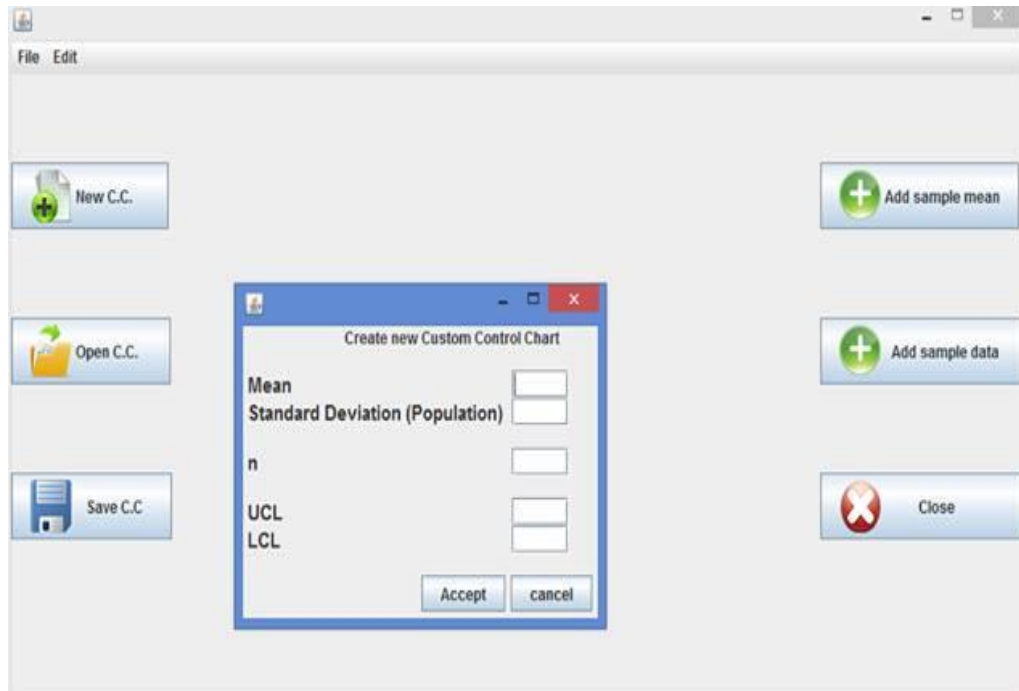 File Edit
New C.C.
Add sample mean
Create new Custom Control Chart
Open C.C.
Add sample data
Mean
Standard Deviation (Population)
n
Save C.C
Close
UCL
LCL
Accept cancel